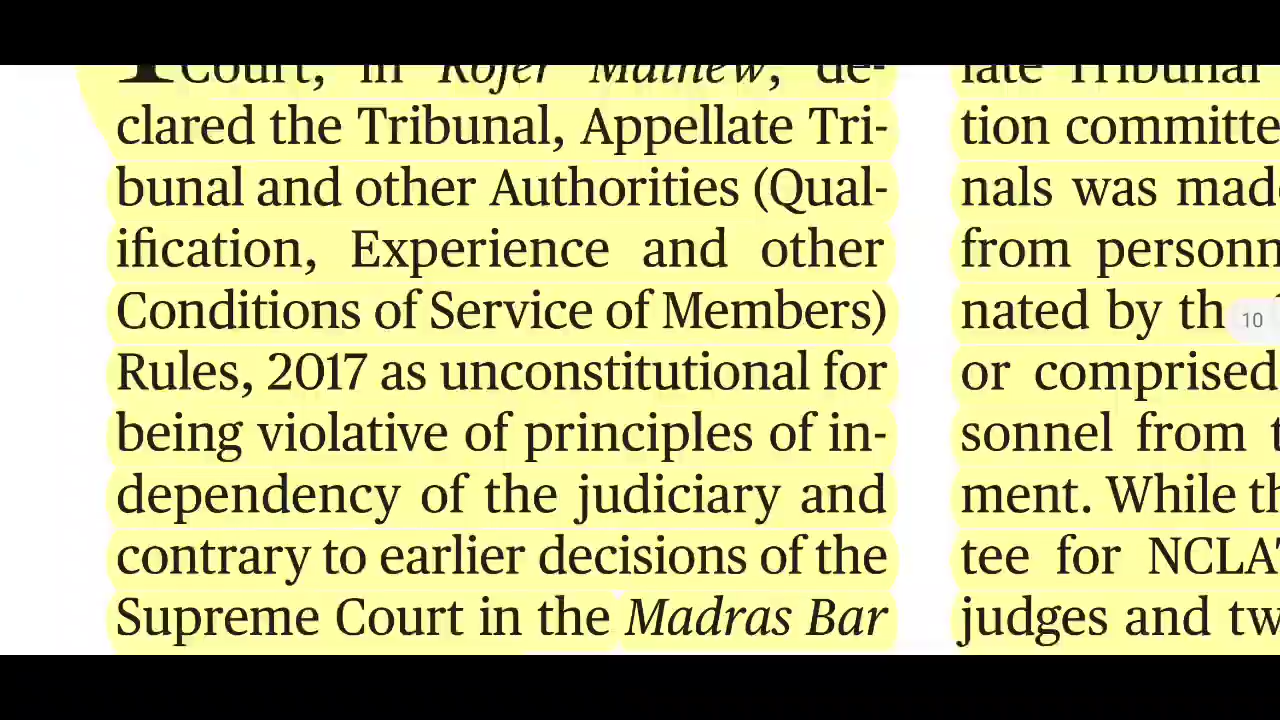 Court, in Rojer Mathew, de-
clared the Tribunal, Appellate Tri-
bunal and other Authorities (Qual-
ification, Experience and other
Conditions of Service of Members)
Rules, 2017 as unconstitutional for
being violative of principles of in-
dependency of the judiciary and
contrary to earlier decisions of the
Supreme Court in the Madras Bar
late Tribunal
tion committe
nals was mad
from personn
nated by th
or comprised
sonnel from t
ment. While th
tee for NCLAT
judges and tw
10